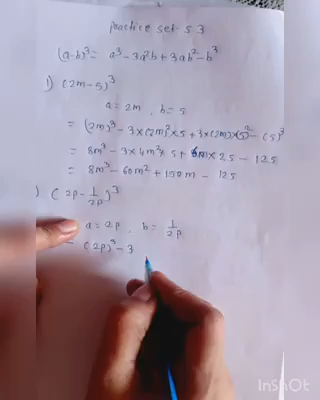 practice set 5.3
(a-b)³ = a³ - 3a²b + 3ab² - b³
1) (2m-5)³
a = 2m, b = 5
= (2m)³ - 3×(2m)²×5 + 3×(2m)×(5)² - (5)³
= 8m³ - 3×4m²×5 + 6m×25 - 125
= 8m³ - 60m² + 150m - 125
) (2p - 1/2p)³
a = 2p, b = 1/2p
= (2p)³ - 3
InShOt